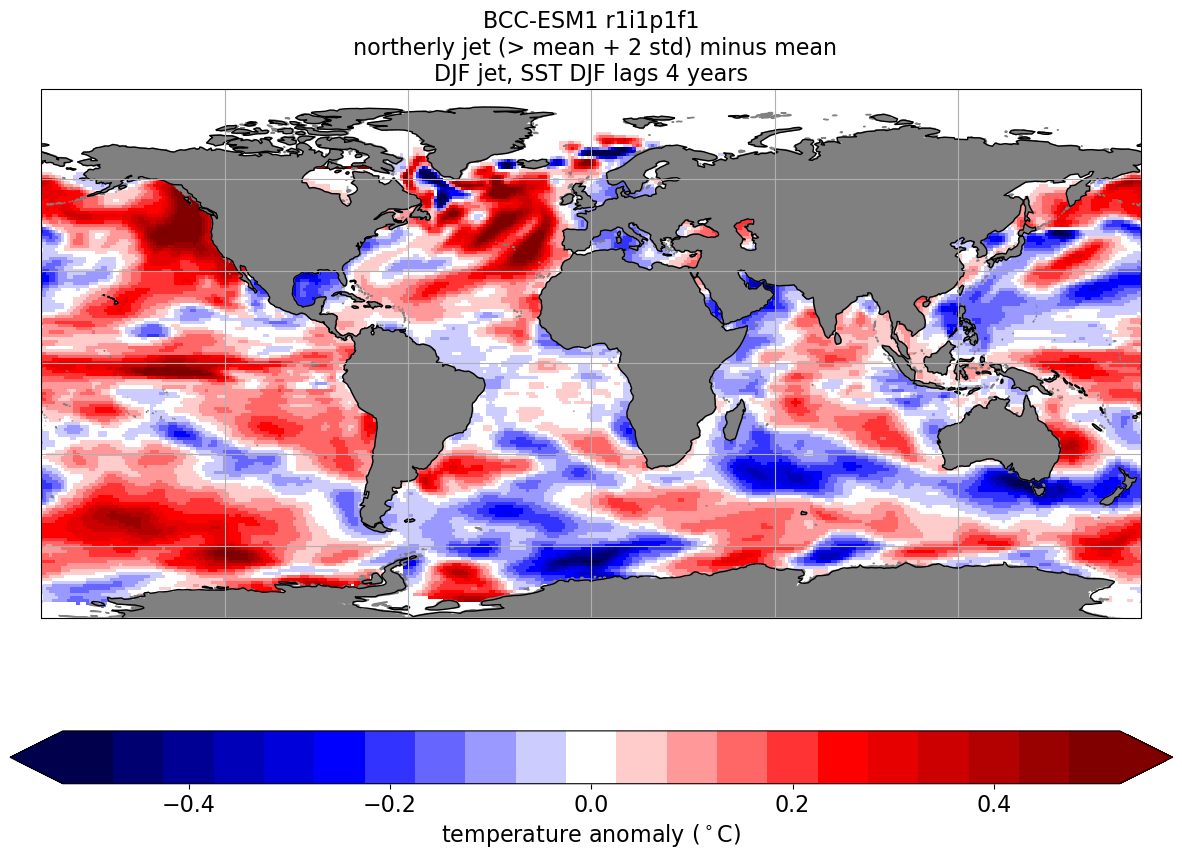 BCC-ESM1 r1i1p1f1
northerly jet (> mean + 2 std) minus mean
DJF jet, SST DJF lags 4 years
−0.4 −0.2 0.0 0.2 0.4
temperature anomaly (°C)